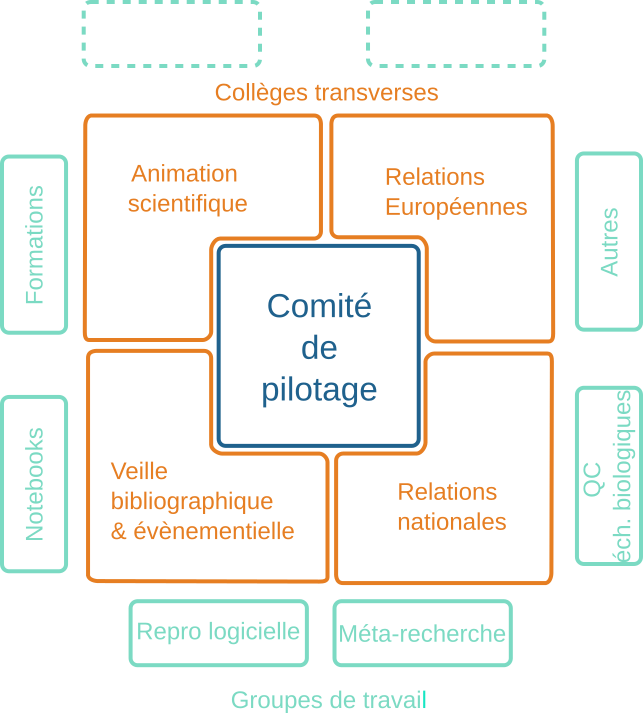 Collèges transverses
Animation
scientifique
Relations
Européennes
Formations
Autres
Comité
de
pilotage
Notebooks
QC
éch. biologiques
Veille
bibliographique
& évènementielle
Relations
nationales
Repro logicielle
Méta-recherche
Groupes de travail